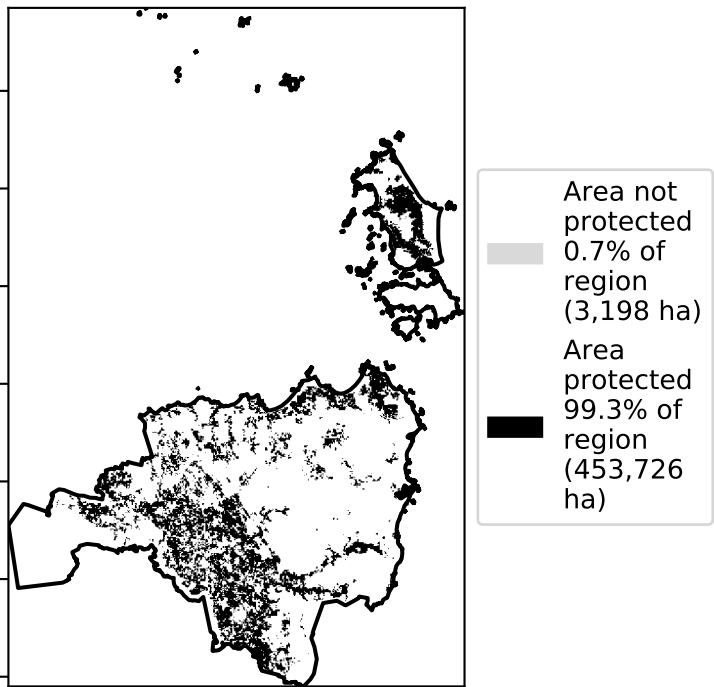 Area not
protected
0.7% of
region
(3,198 ha)
Area
protected
99.3% of
region
(453,726
ha)